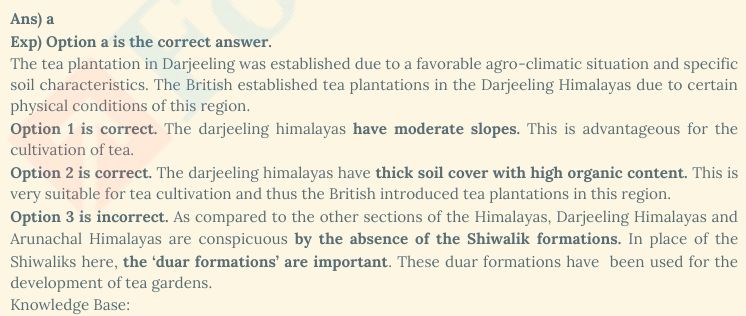 Ans) a
Exp) Option a is the correct answer.
The tea plantation in Darjeeling was established due to a favorable agro-climatic situation and specific
soil characteristics. The British established tea plantations in the Darjeeling Himalayas due to certain
physical conditions of this region.
Option 1 is correct. The darjeeling himalayas have moderate slopes. This is advantageous for the
cultivation of tea.
Option 2 is correct. The darjeeling himalayas have thick soil cover with high organic content. This is
very suitable for tea cultivation and thus the British introduced tea plantations in this region.
Option 3 is incorrect. As compared to the other sections of the Himalayas, Darjeeling Himalayas and
Arunachal Himalayas are conspicuous by the absence of the Shiwalik formations. In place of the
Shiwaliks here, the ‘duar formations’ are important. These duar formations have been used for the
development of tea gardens.
Knowledge Base: